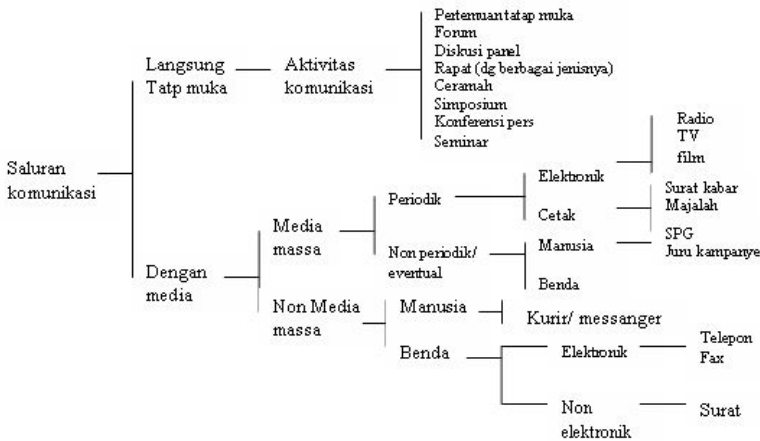 Pertemuan tatap muka
Forum
Diskusi panel
Rapat (dg berbagai jenisnya)
Ceramah
Simposium
Konferensi pers
Seminar
Langsung
Tatp muka
Aktivitas
komunikasi
Saluran
komunikasi
Dengan
media
Media
massa
Periodik
Elektronik
Radio
TV
film
Cetak
Surat kabar
Majalah
Non periodik/
eventual
Manusia
SPG
Juru kampanye
Benda
Non Media
massa
Manusia
Kurir/ messanger
Benda
Elektronik
Telepon
Fax
Non
elektronik
Surat